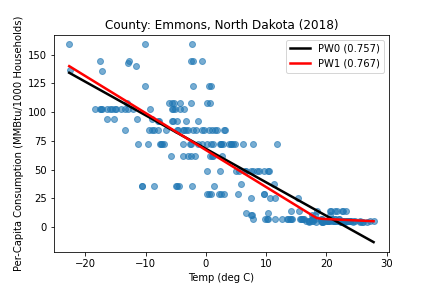 County: Emmons, North Dakota (2018)
Per-Capita Consumption (MMBtu/1000 Households)
150
125
100
75
50
25
0
PW0 (0.757)
PW1 (0.767)
−20
−10
0
10
20
30
Temp (deg C)